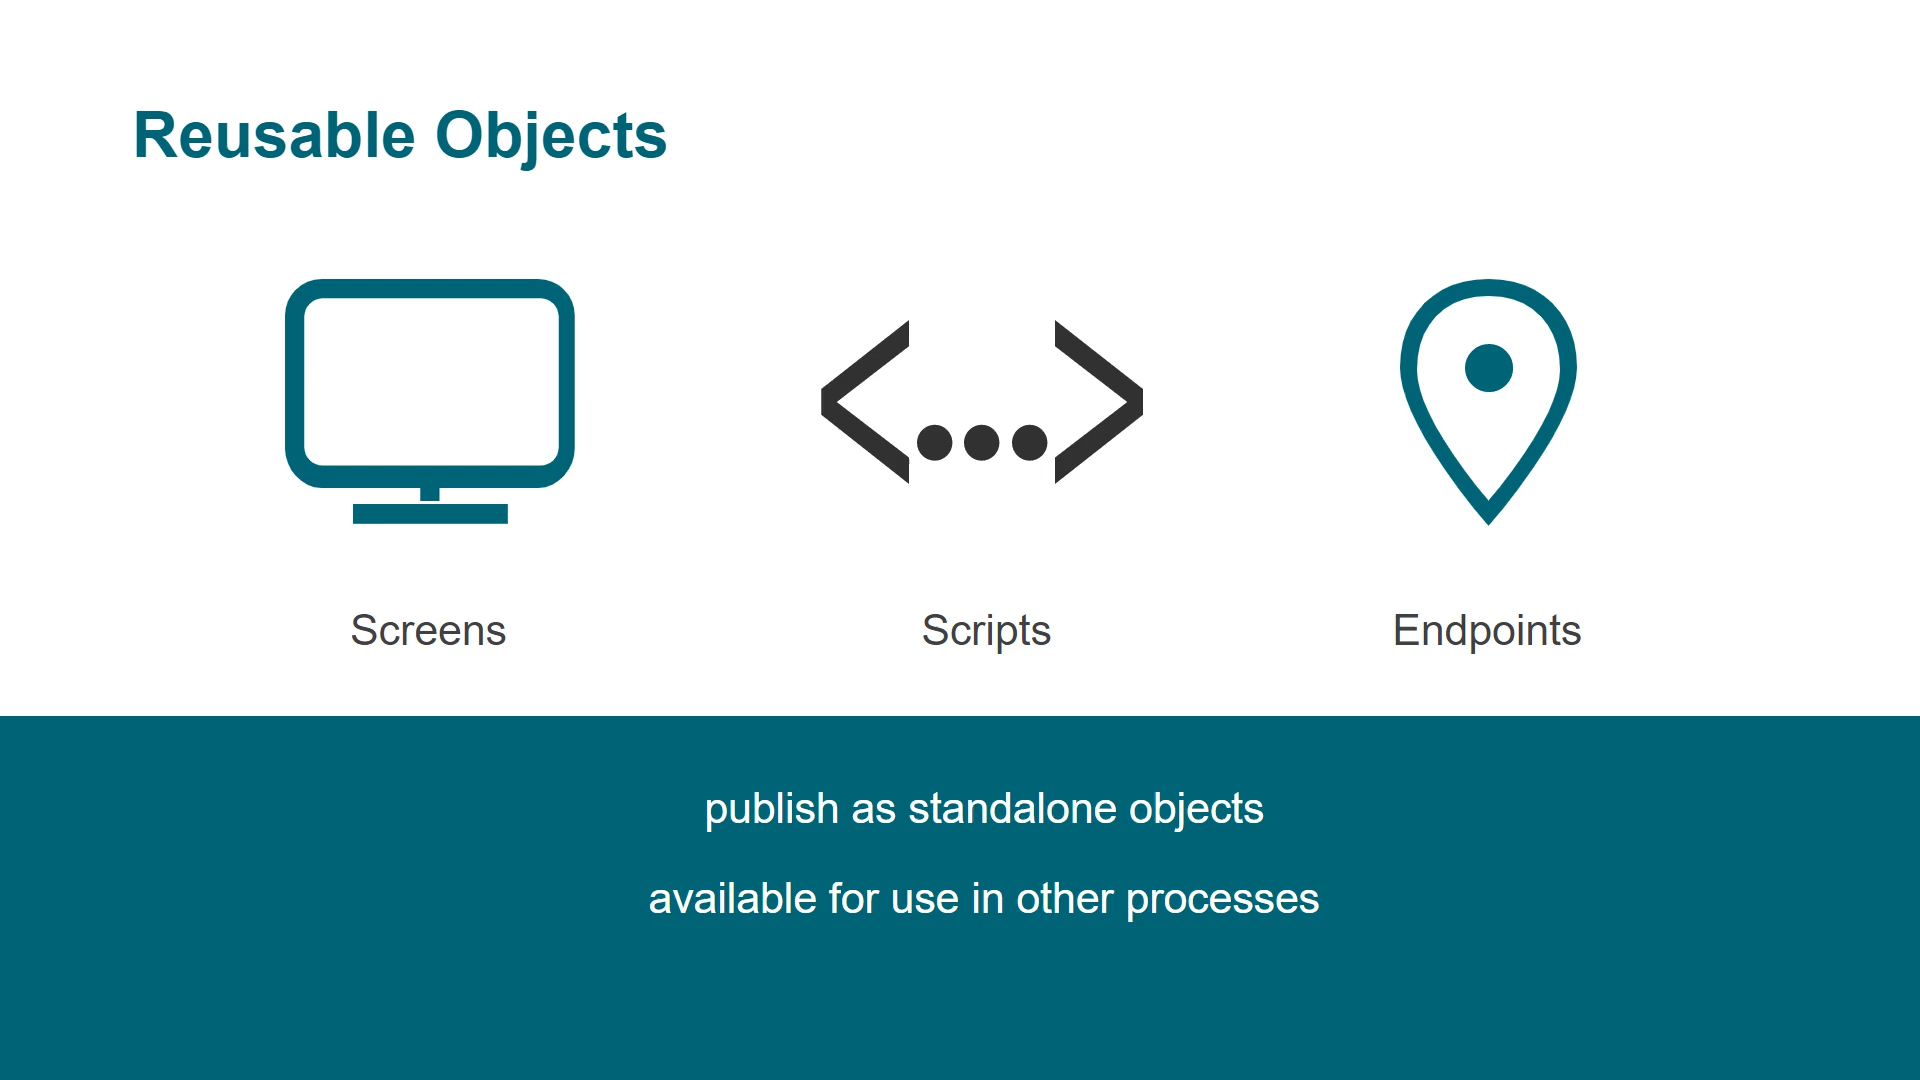 Reusable Objects
Screens
Scripts
Endpoints
publish as standalone objects
available for use in other processes